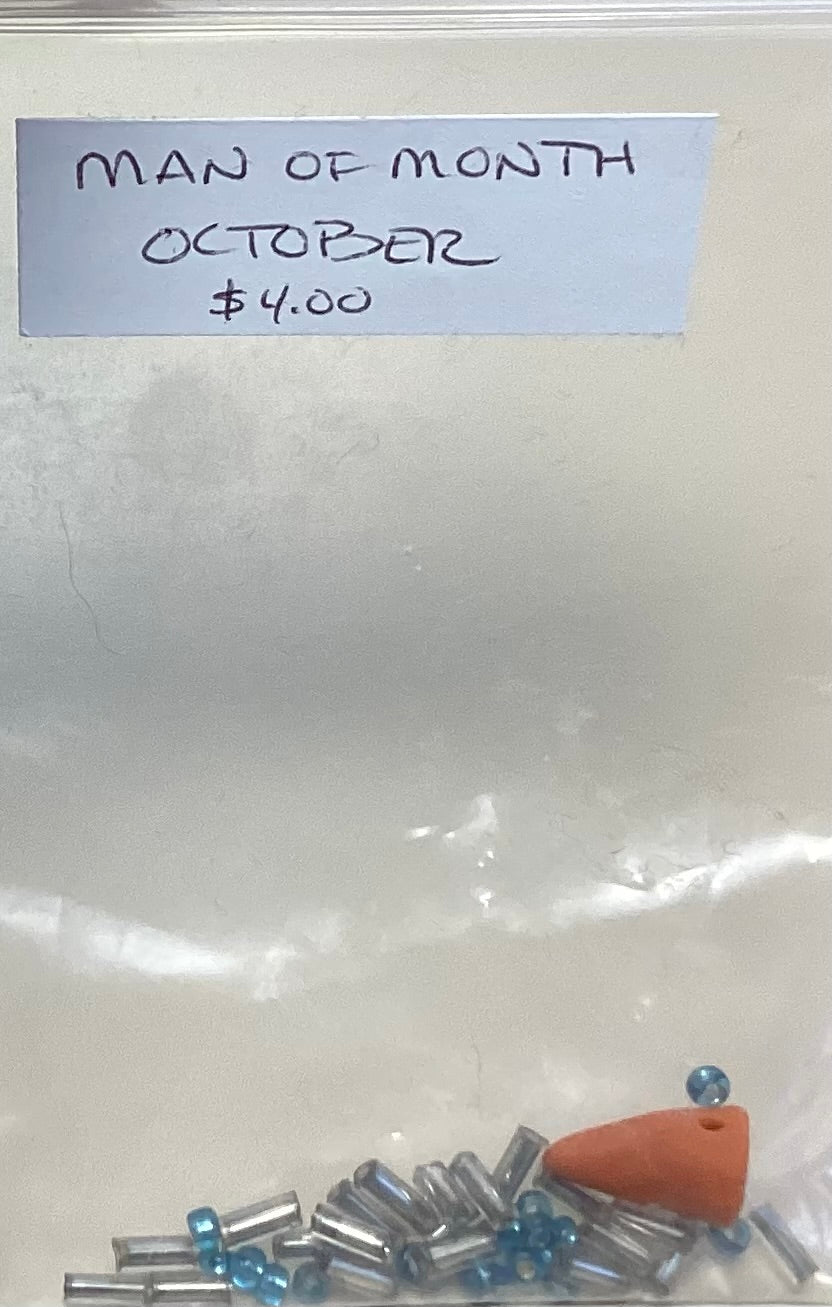 MAN OF MONTH
OCTOBER
$4.00